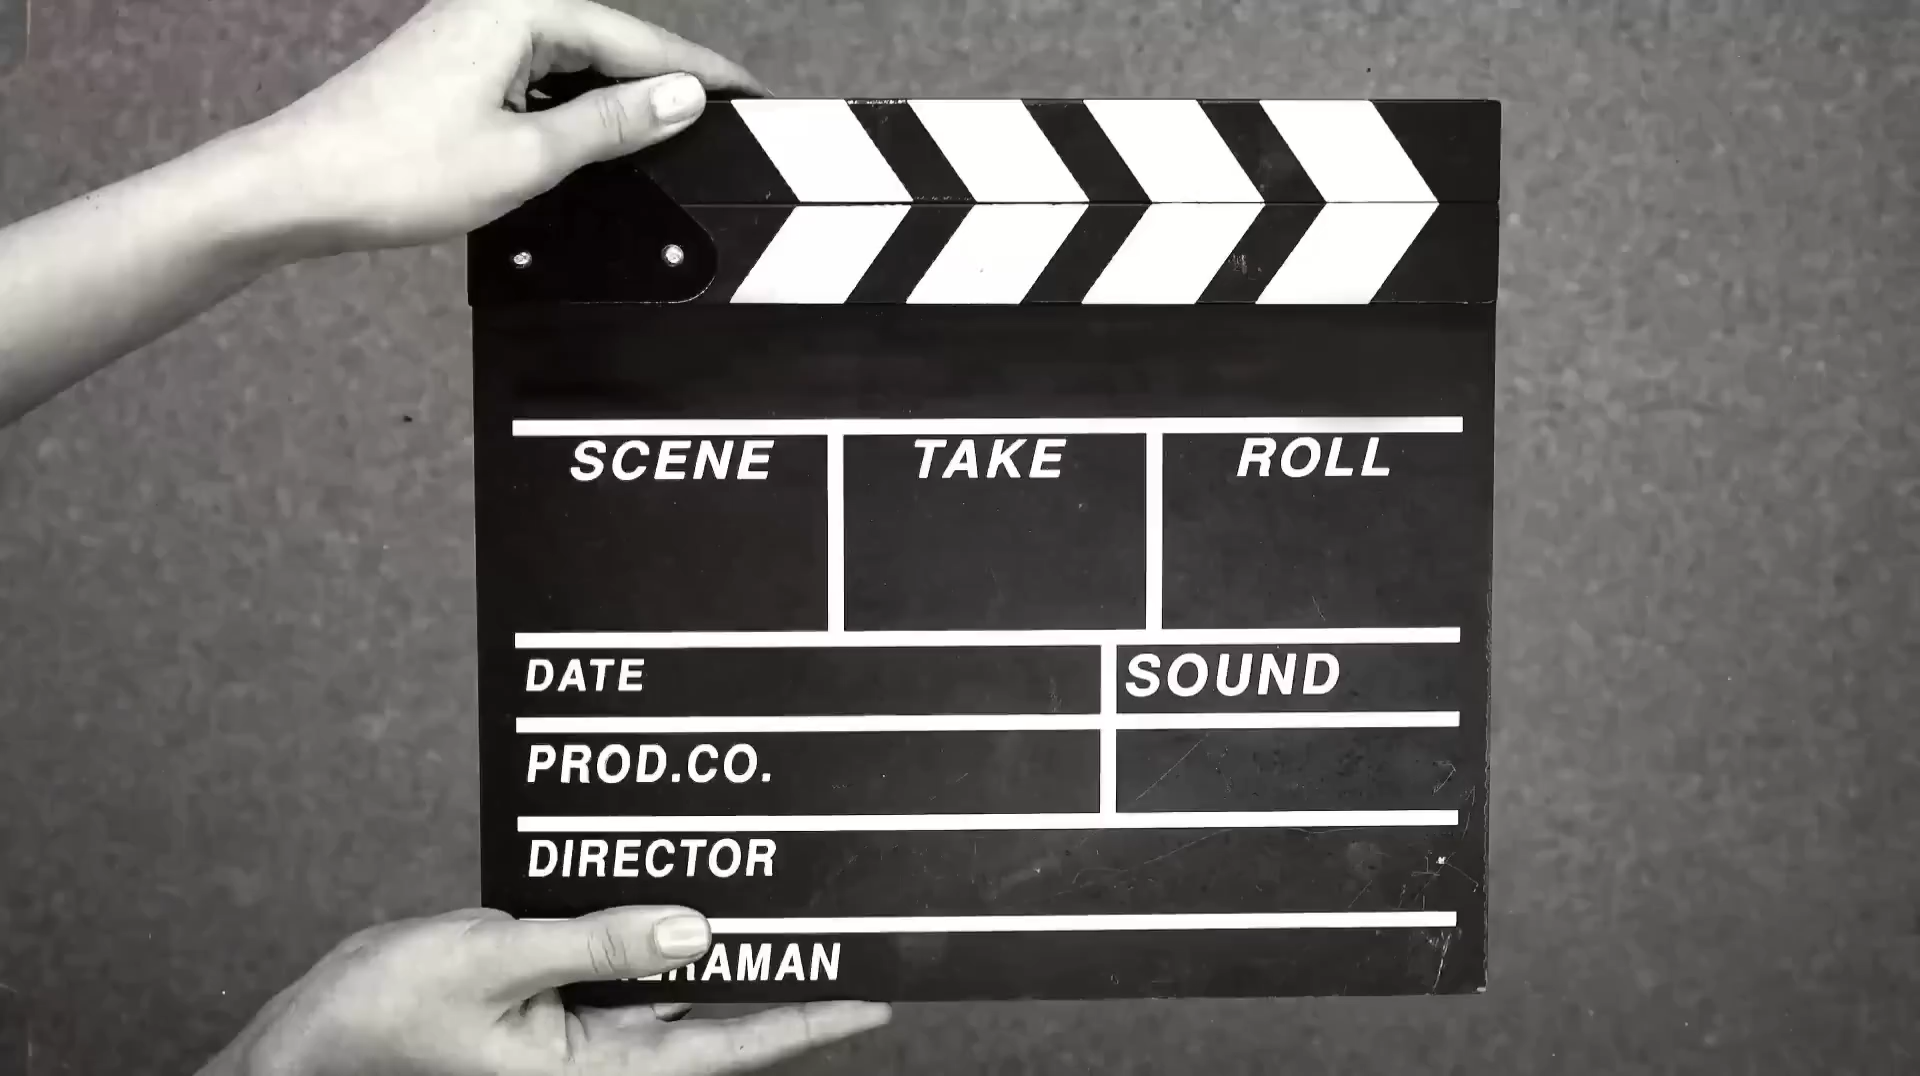 SCENE TAKE ROLL
DATE SOUND
PROD.CO.
DIRECTOR